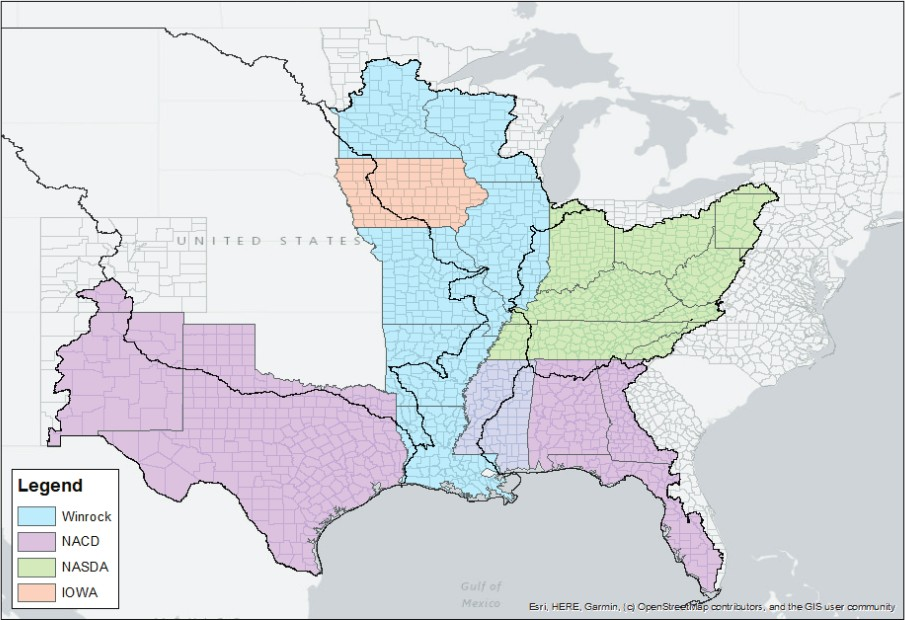 UNITED STATES
Legend
Winrock
NACD
NASDA
IOWA
Gulf of
Mexico
Esri, HERE, Garmin, (c) OpenStreetMap contributors, and the GIS user community